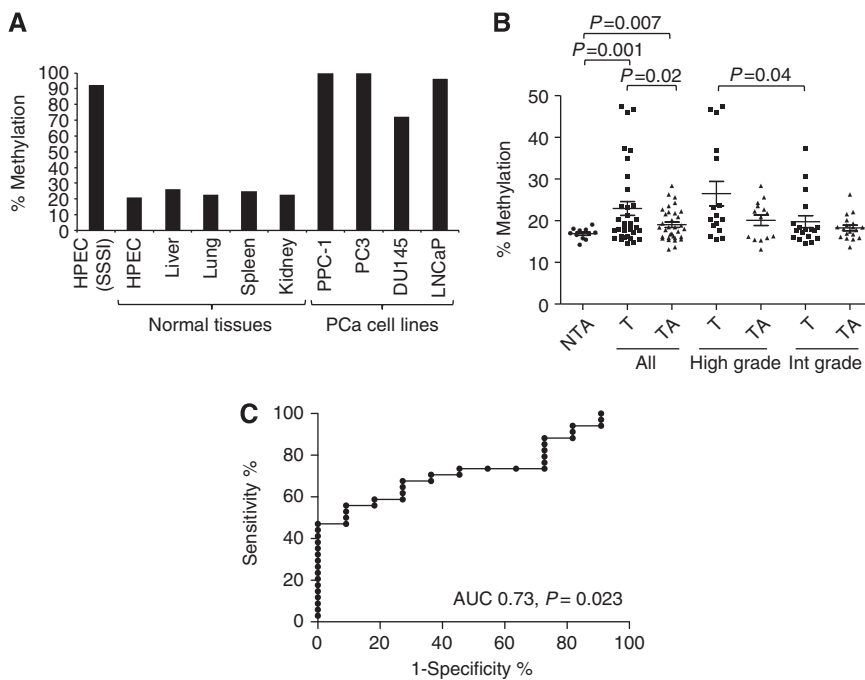 A
% Methylation
100
90
80
70
60
50
40
30
20
10
0
HPEC (SSSI)
HPEC
Liver
Lung
Spleen
Kidney
PPC-1
PC3
DU145
LNCaP
Normal tissues
PCa cell lines
B
P=0.007
P=0.001
P=0.02
P=0.04
% Methylation
50
40
30
20
10
0
NTA
T
TA
T
TA
T
TA
All
High grade
Int grade
C
Sensitivity %
100
80
60
40
20
0
AUC 0.73, P= 0.023
0
20
40
60
80
100
1-Specificity %